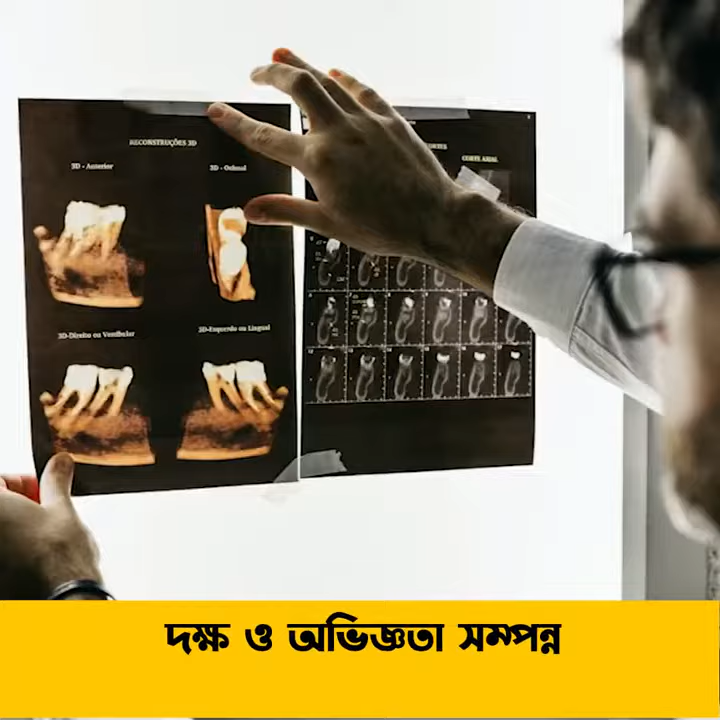 RECONSTRUÇÕES 3D
3D - Anterior
3D - Oclusal
3D-Direito ou Vestibular
3D-Esquerdo ou Lingual
CORTE AXIAL
দক্ষ ও অভিজ্ঞতা সম্পন্ন